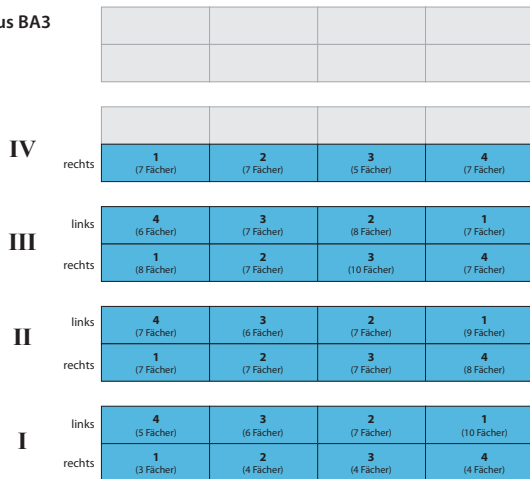 us BA3
IV
rechts
1 2 3 4
(7 Fächer) (7 Fächer) (5 Fächer) (7 Fächer)
III
links
4 3 2 1
(6 Fächer) (7 Fächer) (8 Fächer) (7 Fächer)
rechts
1 2 3 4
(8 Fächer) (7 Fächer) (10 Fächer) (7 Fächer)
II
links
4 3 2 1
(7 Fächer) (6 Fächer) (7 Fächer) (9 Fächer)
rechts
1 2 3 4
(7 Fächer) (7 Fächer) (7 Fächer) (8 Fächer)
I
links
4 3 2 1
(5 Fächer) (6 Fächer) (7 Fächer) (10 Fächer)
rechts
1 2 3 4
(3 Fächer) (4 Fächer) (4 Fächer) (4 Fächer)